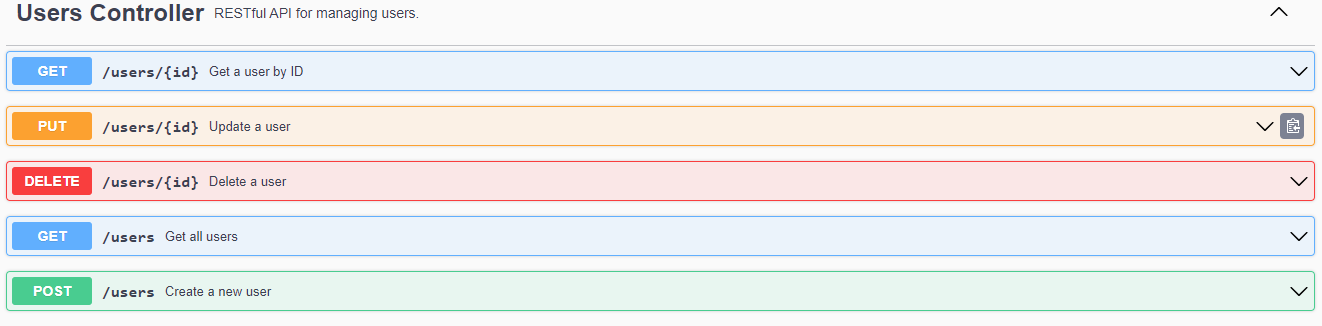 Users Controller RESTful API for managing users.
GET /users/{id} Get a user by ID
PUT /users/{id} Update a user
DELETE /users/{id} Delete a user
GET /users Get all users
POST /users Create a new user